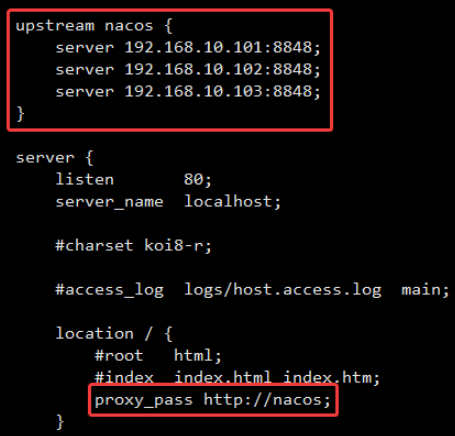 upstream nacos {
    server 192.168.10.101:8848;
    server 192.168.10.102:8848;
    server 192.168.10.103:8848;
}
server {
    listen       80;
    server_name  localhost;
    #charset koi8-r;
    #access_log  logs/host.access.log  main;
    location / {
        #root   html;
        #index  index.html index.htm;
        proxy_pass http://nacos;
    }